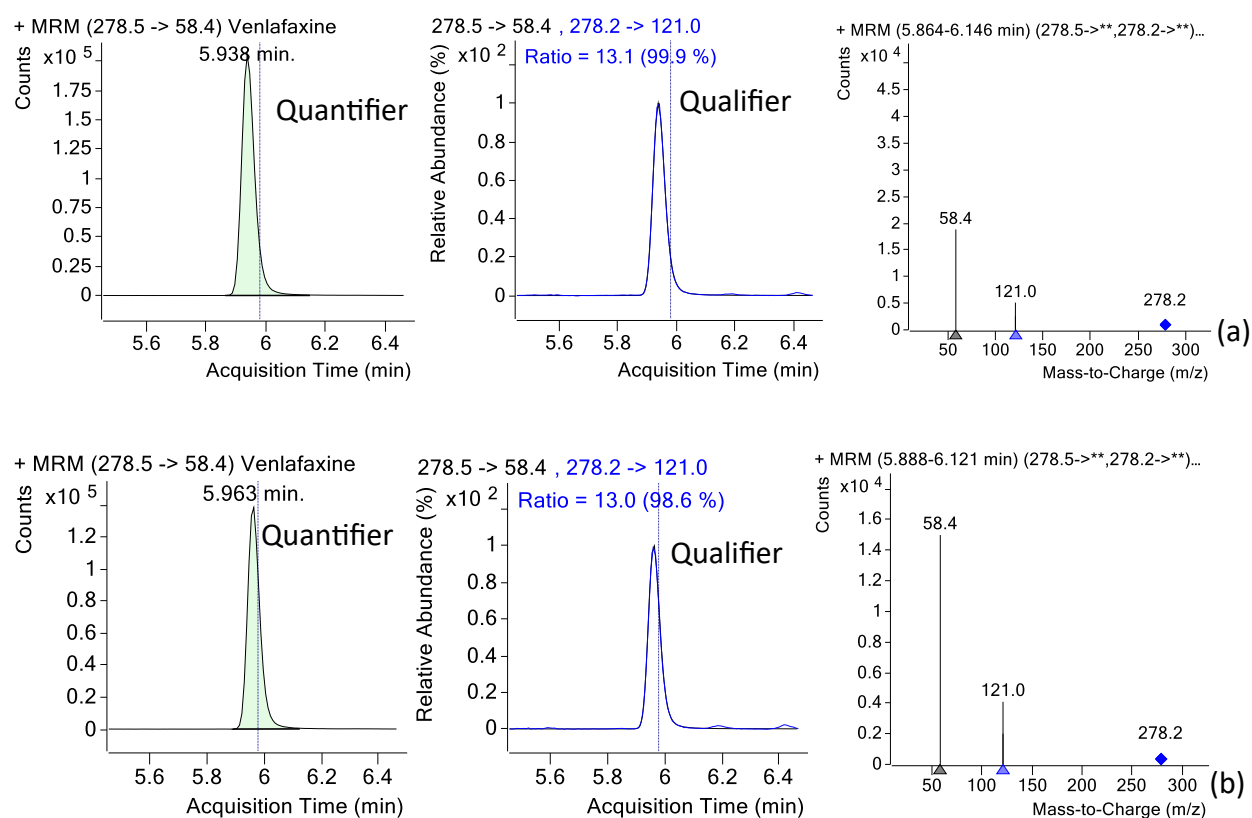 + MRM (278.5 -> 58.4) Venlafaxine
5.938 min.
x10 5
Counts
1.75
1.5
1.25
1
0.75
0.5
0.25
0
5.6 5.8 6 6.2 6.4
Acquisition Time (min)
Quantifier
278.5 -> 58.4 , 278.2 -> 121.0
x10 2
Ratio = 13.1 (99.9 %)
Relative Abundance (%)
1
0.8
0.6
0.4
0.2
0
5.6 5.8 6 6.2 6.4
Acquisition Time (min)
Qualifier
+ MRM (5.864-6.146 min) (278.5->**,278.2->**)...
x10 4
Counts
5
4.5
4
3.5
3
2.5
2
1.5
1
0.5
0
58.4
121.0
278.2
50 100 150 200 250 300
Mass-to-Charge (m/z)
(a)
+ MRM (278.5 -> 58.4) Venlafaxine
5.963 min.
x10 5
Counts
1.2
1
0.8
0.6
0.4
0.2
0
5.6 5.8 6 6.2 6.4
Acquisition Time (min)
Quantifier
278.5 -> 58.4 , 278.2 -> 121.0
x10 2
Ratio = 13.0 (98.6 %)
Relative Abundance (%)
1
0.8
0.6
0.4
0.2
0
5.6 5.8 6 6.2 6.4
Acquisition Time (min)
Qualifier
+ MRM (5.888-6.121 min) (278.5->**,278.2->**)...
x10 4
Counts
1.6
1.4
1.2
1
0.8
0.6
0.4
0.2
0
58.4
121.0
278.2
50 100 150 200 250 300
Mass-to-Charge (m/z)
(b)